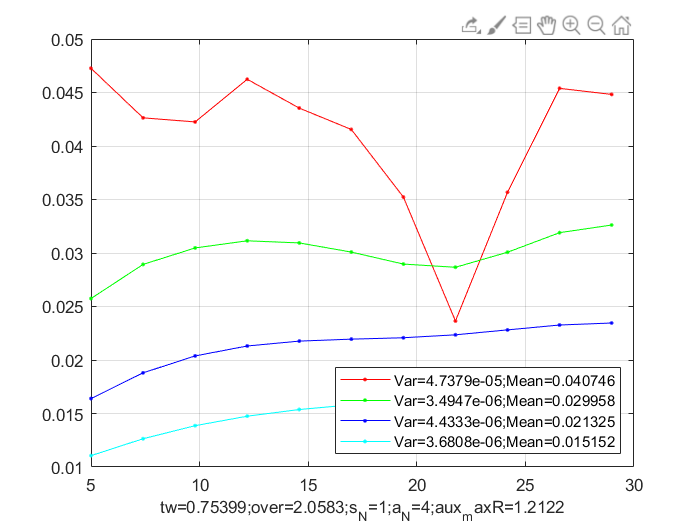 0.05
0.045
0.04
0.035
0.03
0.025
0.02
0.015
0.01
Var=4.7379e-05;Mean=0.040746
Var=3.4947e-06;Mean=0.029958
Var=4.4333e-06;Mean=0.021325
Var=3.6808e-06;Mean=0.015152
5 10 15 20 25 30
tw=0.75399;over=2.0583;s_N=1;a_N=4;aux_maxR=1.2122